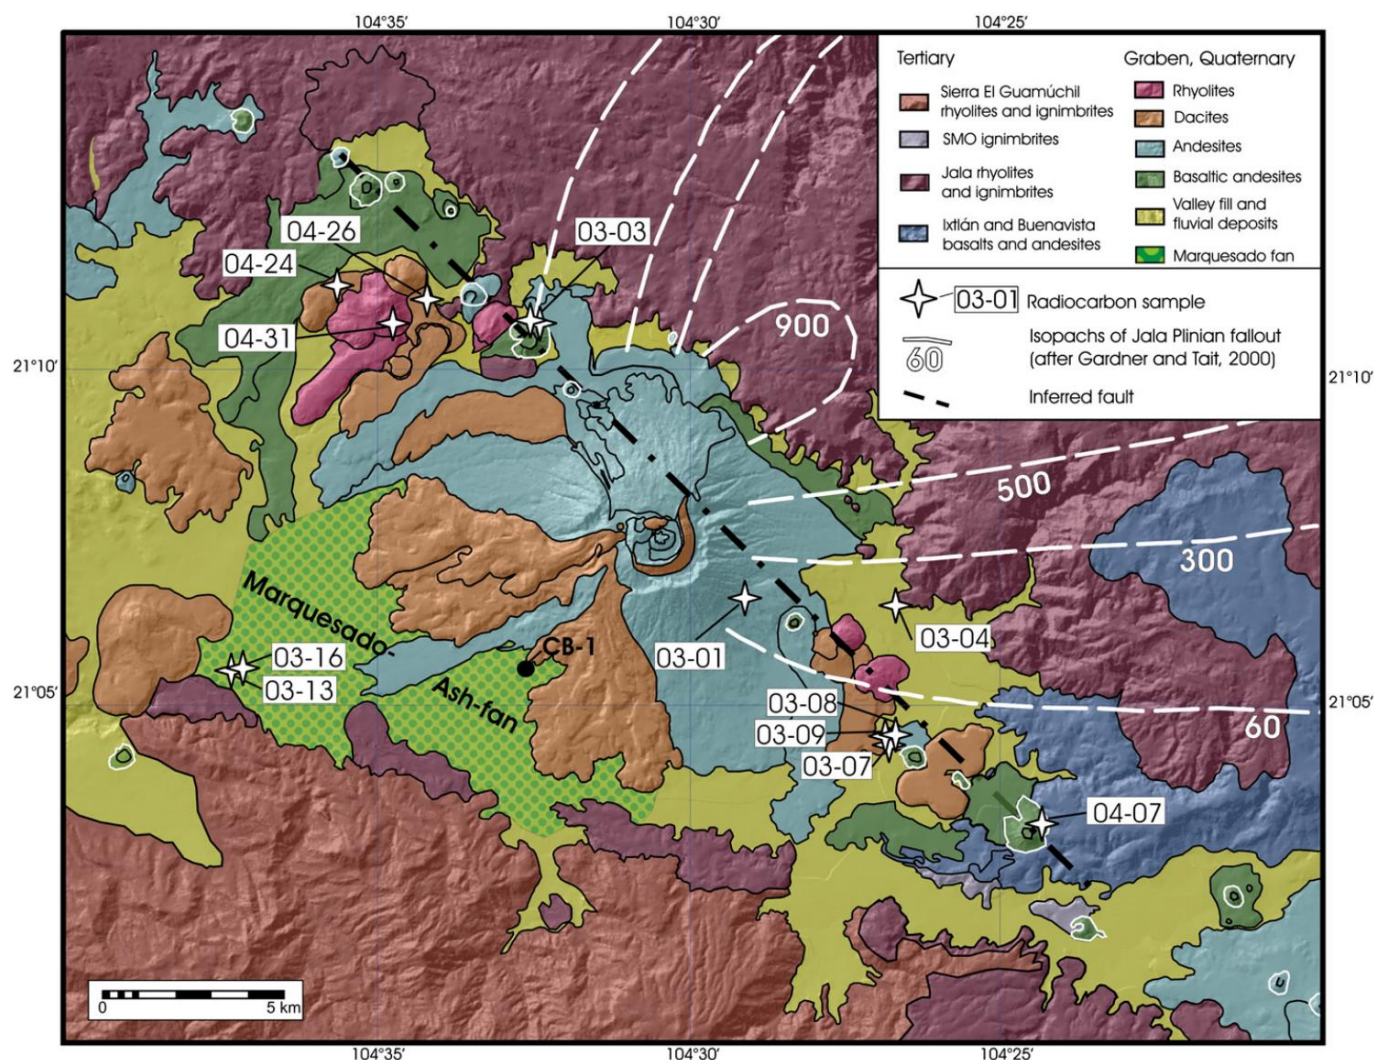 104°35′
104°30′
104°25′
Tertiary
Sierra El Guamúchil
rhyolites and ignimbrites
SMO ignimbrites
Jala rhyolites
and ignimbrites
Ixtlán and Buenavista
basalts and andesites
Graben, Quaternary
Rhyolites
Dacites
Andesites
Basaltic andesites
Valley fill and
fluvial deposits
Marquesado fan
03-01 Radiocarbon sample
60
Isopachs of Jala Plinian fallout
(after Gardner and Tait, 2000)
Inferred fault
04-26
03-03
04-24
04-31
900
21°10′
21°10′
500
300
Marquesado-
Ash-fan
CB-1
03-16
03-13
03-01
03-04
21°05′
21°05′
03-08
03-09
03-07
60
04-07
0
5 km
104°35′
104°30′
104°25′